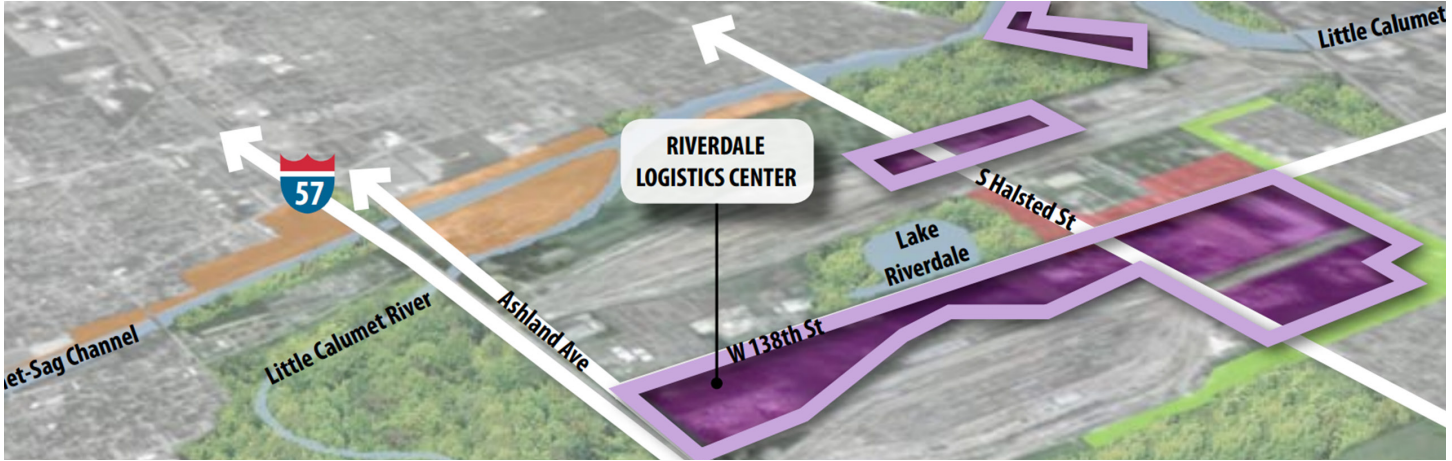 Little Calumet
RIVERDALE
LOGISTICS CENTER
57
S Halsted St
Lake
Riverdale
Ashland Ave
Little Calumet River
W 138th St
et-Sag Channel